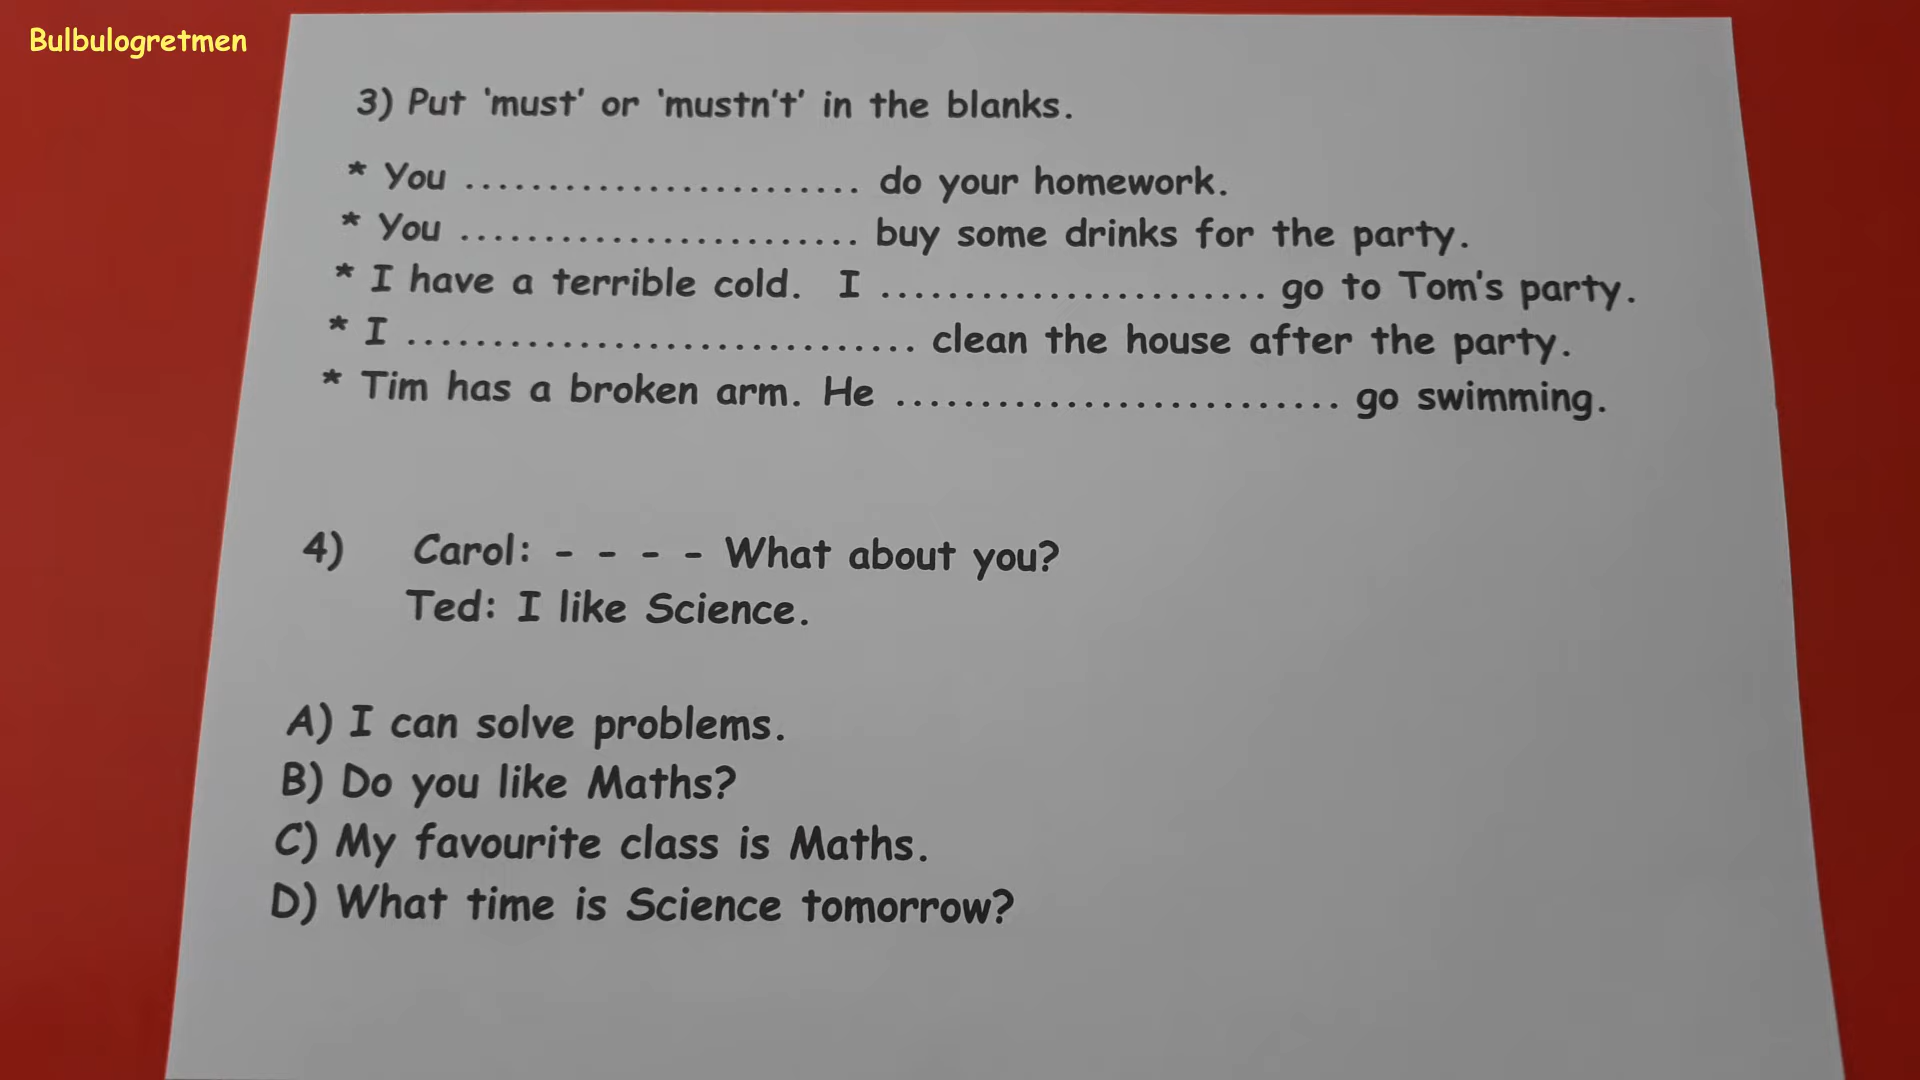 Bulbulogretmen
3) Put 'must' or 'mustn't' in the blanks.
* You ........................ do your homework.
* You ........................ buy some drinks for the party.
* I have a terrible cold. I ....................... go to Tom's party.
* I ............................... clean the house after the party.
* Tim has a broken arm. He ........................... go swimming.
4) Carol: - - - - What about you?
Ted: I like Science.
A) I can solve problems.
B) Do you like Maths?
C) My favourite class is Maths.
D) What time is Science tomorrow?